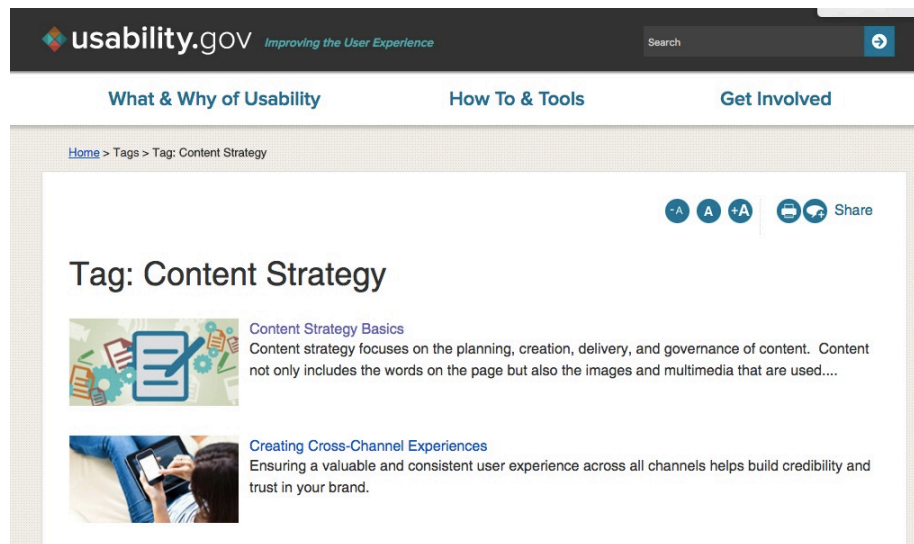 usability.gov Improving the User Experience
Search
What & Why of Usability How To & Tools Get Involved
Home > Tags > Tag: Content Strategy
-A A +A Share
Tag: Content Strategy
Content Strategy Basics
Content strategy focuses on the planning, creation, delivery, and governance of content. Content
not only includes the words on the page but also the images and multimedia that are used....
Creating Cross-Channel Experiences
Ensuring a valuable and consistent user experience across all channels helps build credibility and
trust in your brand.